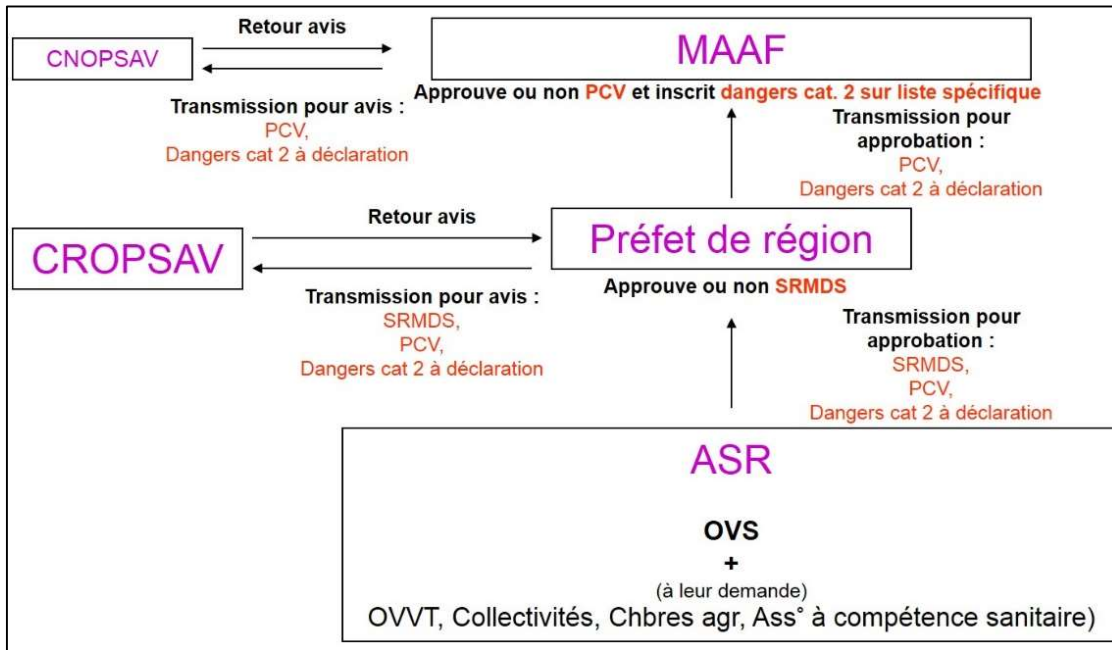 Retour avis
CNOPSAV
MAAF
Approuve ou non PCV et inscrit dangers cat. 2 sur liste spécifique
Transmission pour avis :
PCV,
Dangers cat 2 à déclaration
Transmission pour
approbation :
PCV,
Dangers cat 2 à déclaration
Retour avis
CROPSAV
Préfet de région
Approuve ou non SRMDS
Transmission pour avis :
SRMDS,
PCV,
Dangers cat 2 à déclaration
Transmission pour
approbation :
SRMDS,
PCV,
Dangers cat 2 à déclaration
ASR
OVS
+
(à leur demande)
OVVT, Collectivités, Chbres agr, Ass° à compétence sanitaire)